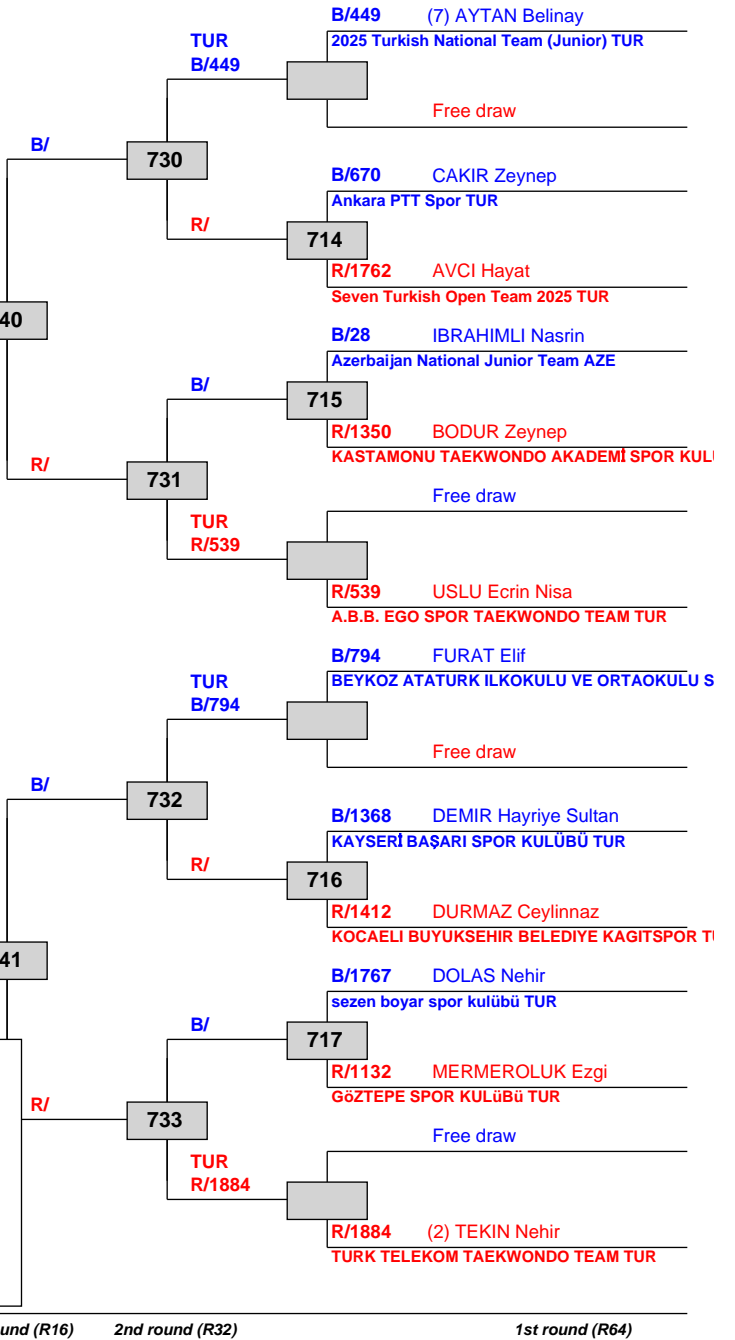 B/449 (7) AYTAN Belinay
2025 Turkish National Team (Junior) TUR
TUR
B/449
Free draw
B/
730
B/670 CAKIR Zeynep
Ankara PTT Spor TUR
R/
714
R/1762 AVCI Hayat
Seven Turkish Open Team 2025 TUR
40
B/28 IBRAHIMLI Nasrin
Azerbaijan National Junior Team AZE
B/
715
R/1350 BODUR Zeynep
KASTAMONU TAEKWONDO AKADEMİ SPOR KUL
R/
731
Free draw
TUR
R/539
R/539 USLU Ecrin Nisa
A.B.B. EGO SPOR TAEKWONDO TEAM TUR
B/794 FURAT Elif
BEYKOZ ATATURK ILKOKULU VE ORTAOKULU S
TUR
B/794
Free draw
B/
732
B/1368 DEMIR Hayriye Sultan
KAYSERİ BAŞARI SPOR KULÜBÜ TUR
R/
716
R/1412 DURMAZ Ceylinnaz
KOCAELI BUYUKSEHIR BELEDIYE KAGITSPOR T
41
B/1767 DOLAS Nehir
sezen boyar spor kulübü TUR
B/
717
R/1132 MERMEROLUK Ezgi
GöZTEPE SPOR KULüBü TUR
R/
733
Free draw
TUR
R/1884
R/1884 (2) TEKIN Nehir
TURK TELEKOM TAEKWONDO TEAM TUR
und (R16) 2nd round (R32) 1st round (R64)